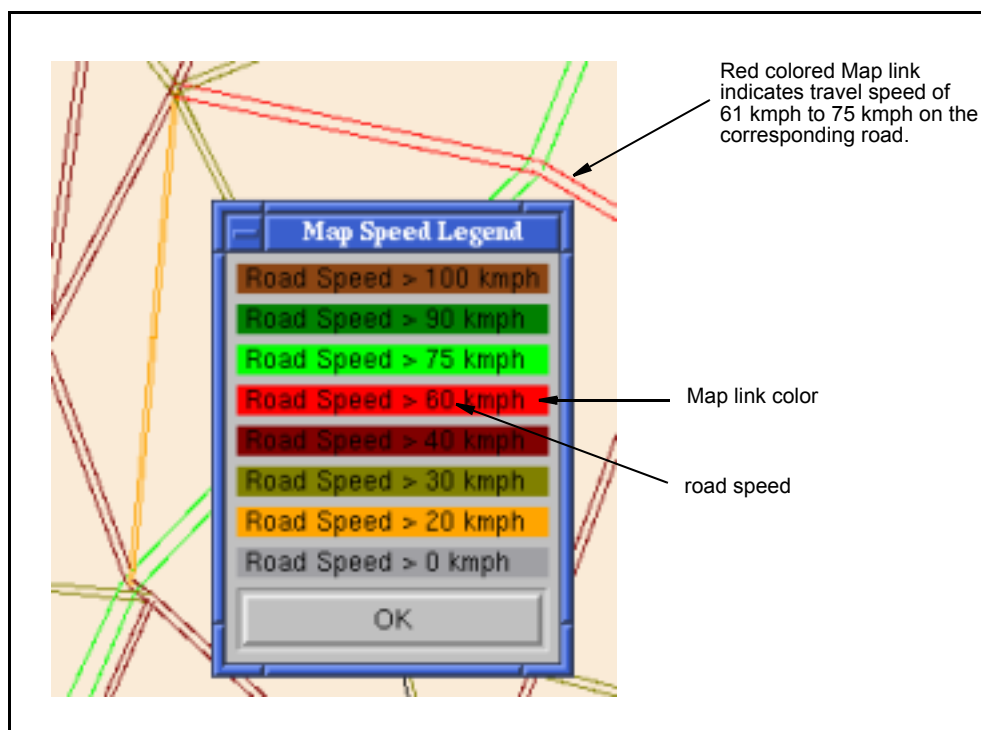 Red colored Map link
indicates travel speed of
61 kmph to 75 kmph on the
corresponding road.
Map Speed Legend
Road Speed > 100 kmph
Road Speed > 90 kmph
Road Speed > 75 kmph
Road Speed > 60 kmph
Map link color
Road Speed > 40 kmph
Road Speed > 30 kmph
road speed
Road Speed > 20 kmph
Road Speed > 0 kmph
OK